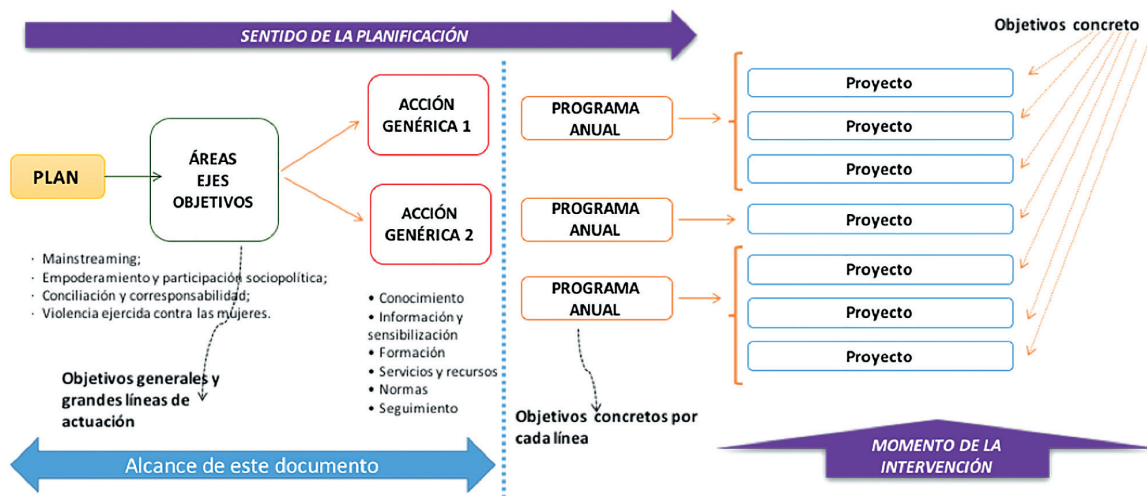 SENTIDO DE LA PLANIFICACIÓN
Objetivos concreto
PLAN
ÁREAS
EJES
OBJETIVOS
ACCIÓN
GENÉRICA 1
ACCIÓN
GENÉRICA 2
· Mainstreaming;
· Empoderamiento y participación sociopolítica;
· Conciliación y corresponsabilidad;
· Violencia ejercida contra las mujeres.
Objetivos generales y
grandes líneas de
actuación
• Conocimiento
• Información y
sensibilización
• Formación
• Servicios y recursos
• Normas
• Seguimiento
Alcance de este documento
PROGRAMA
ANUAL
Proyecto
Proyecto
Proyecto
PROGRAMA
ANUAL
Proyecto
PROGRAMA
ANUAL
Proyecto
Proyecto
Proyecto
Objetivos concretos por
cada línea
MOMENTO DE LA
INTERVENCIÓN